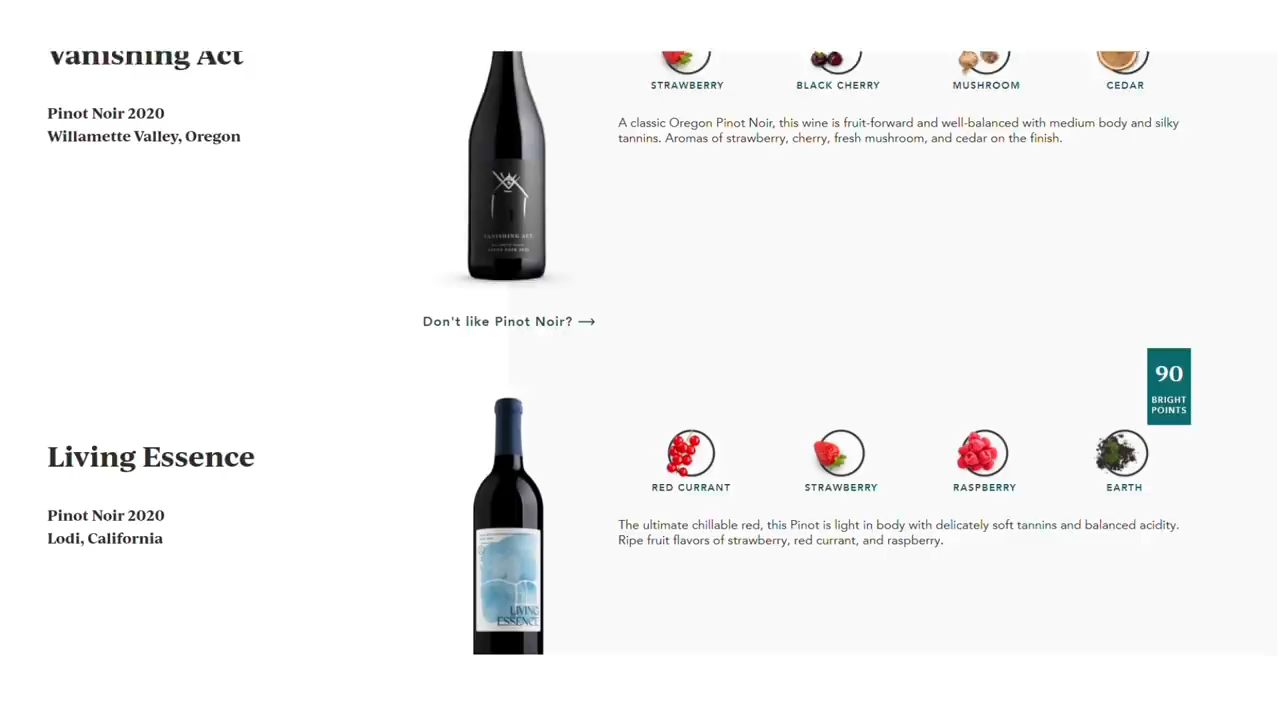 Vanishing Act
STRAWBERRY
BLACK CHERRY
MUSHROOM
CEDAR
Pinot Noir 2020
Willamette Valley, Oregon
A classic Oregon Pinot Noir, this wine is fruit-forward and well-balanced with medium body and silky
tannins. Aromas of strawberry, cherry, fresh mushroom, and cedar on the finish.
VANISHING ACT
Don't like Pinot Noir? →
90
BRIGHT
POINTS
Living Essence
RED CURRANT
STRAWBERRY
RASPBERRY
EARTH
Pinot Noir 2020
Lodi, California
The ultimate chillable red, this Pinot is light in body with delicately soft tannins and balanced acidity.
Ripe fruit flavors of strawberry, red currant, and raspberry.
LIVING
ESSENCE